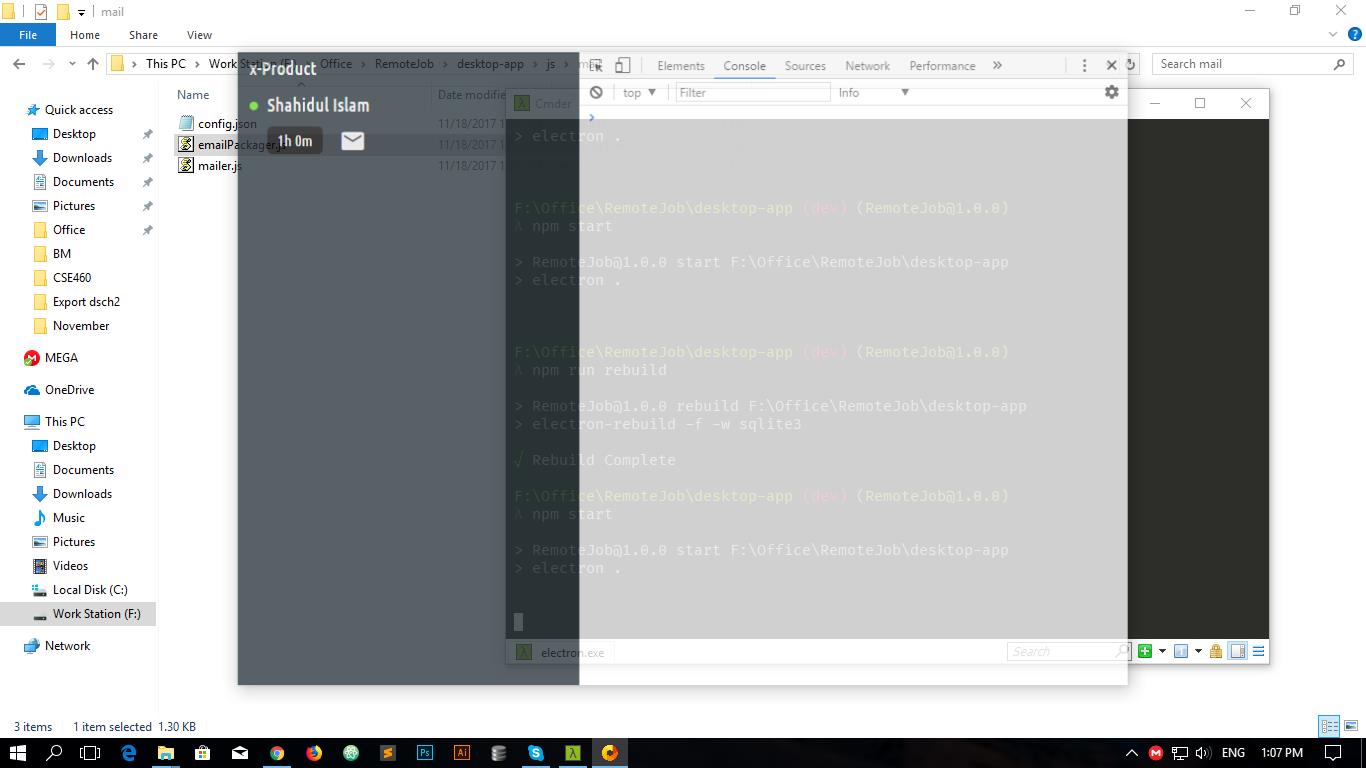 mail
File
Home
Share
View
This PC
Work Station (F:)
Office
RemoteJob
desktop-app
js
Search mail
Quick access
Desktop
Downloads
Documents
Pictures
Office
BM
CSE460
Export dsch2
November
MEGA
OneDrive
This PC
Desktop
Documents
Downloads
Music
Pictures
Videos
Local Disk (C:)
Work Station (F:)
Network
Name
Date modifie
config.json
11/18/2017 1
emailPackager.js
11/18/2017 1
mailer.js
11/18/2017 1
x-Product
Shahidul Islam
1h 0m
Elements
Console
Sources
Network
Performance
»
top
Filter
Info
Cmder
> electron .
F:\Office\RemoteJob\desktop-app (dev) (RemoteJob@1.0.0)
λ npm start
> RemoteJob@1.0.0 start F:\Office\RemoteJob\desktop-app
> electron .
F:\Office\RemoteJob\desktop-app (dev) (RemoteJob@1.0.0)
λ npm run rebuild
> RemoteJob@1.0.0 rebuild F:\Office\RemoteJob\desktop-app
> electron-rebuild -f -w sqlite3
√ Rebuild Complete
F:\Office\RemoteJob\desktop-app (dev) (RemoteJob@1.0.0)
λ npm start
> RemoteJob@1.0.0 start F:\Office\RemoteJob\desktop-app
> electron .
electron.exe
Search
3 items
1 item selected 1.30 KB
Ps
Ai
ENG
1:07 PM